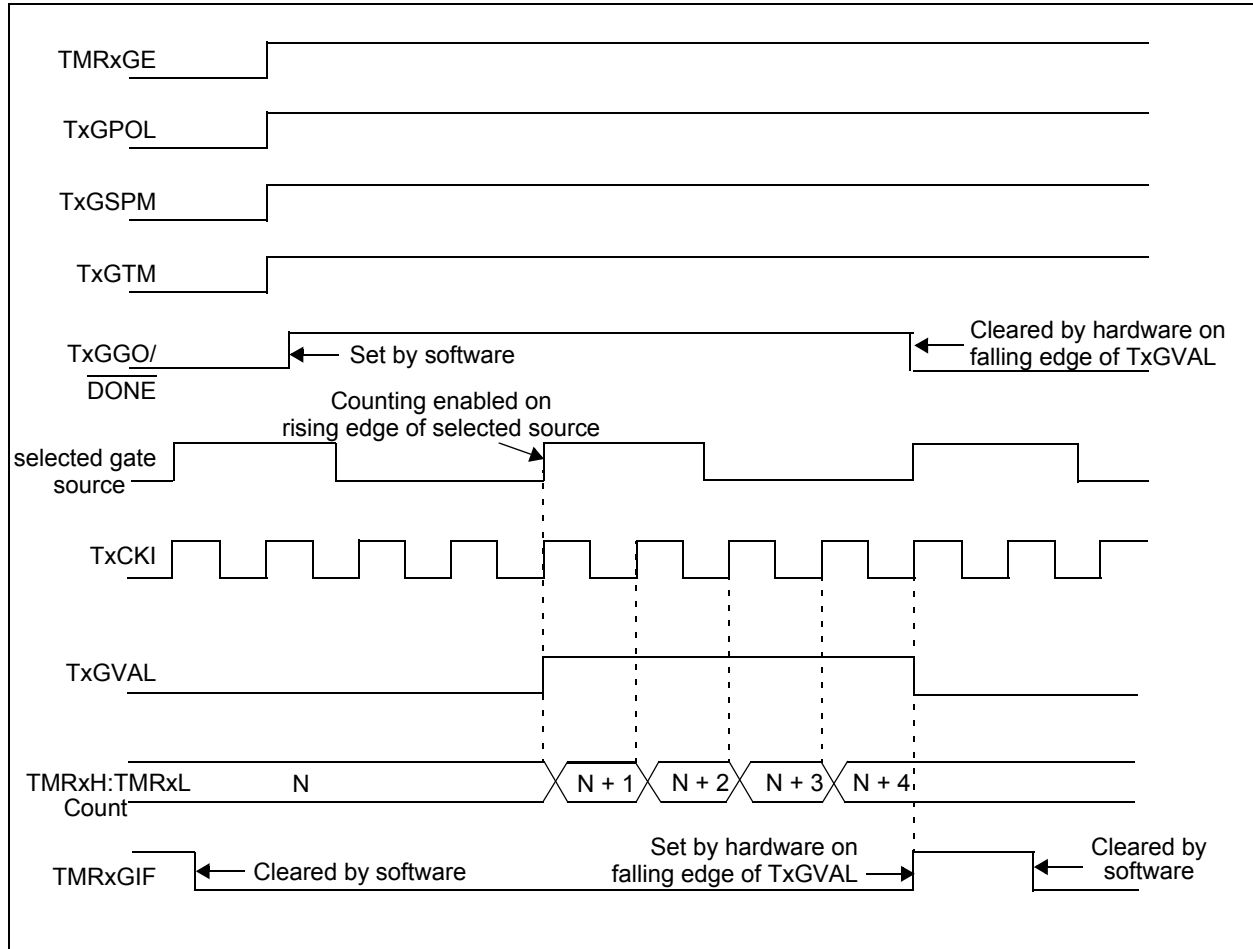 TMRxGE
TxGPOL
TxGSPM
TxGTM
TxGGO/
DONE
Set by software
Cleared by hardware on
falling edge of TxGVAL
Counting enabled on
rising edge of selected source
selected gate
source
TxCKI
TxGVAL
TMRxH:TMRxL
Count
N
N + 1
N + 2
N + 3
N + 4
TMRxGIF
Cleared by software
Set by hardware on
falling edge of TxGVAL
Cleared by
software